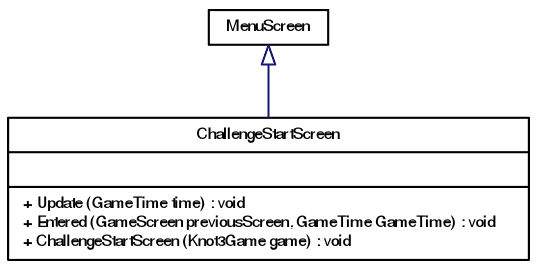 MenuScreen
ChallengeStartScreen
+ Update (GameTime time) : void
+ Entered (GameScreen previousScreen, GameTime GameTime) : void
+ ChallengeStartScreen (Knot3Game game) : void